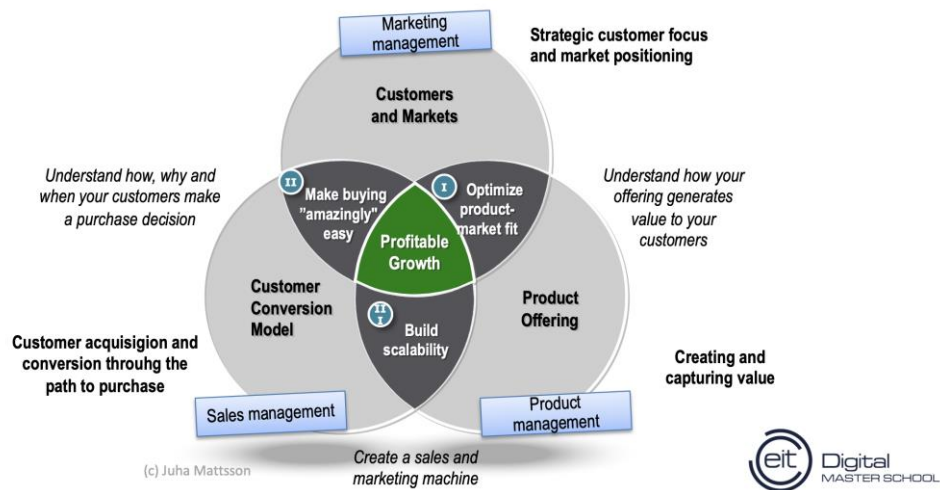 Marketing
management
Strategic customer focus
and market positioning
Customers
and Markets
Understand how, why and
when your customers make
a purchase decision
II
Make buying
"amazingly"
easy
I
Optimize
product-
market fit
Understand how your
offering generates
value to your
customers
Profitable
Growth
Customer
Conversion
Model
II
I
Build
scalability
Product
Offering
Customer acquisigion and
conversion throuhg the
path to purchase
Creating and
capturing value
Sales management
Product
management
(c) Juha Mattsson
Create a sales and
marketing machine
eit Digital
MASTER SCHOOL